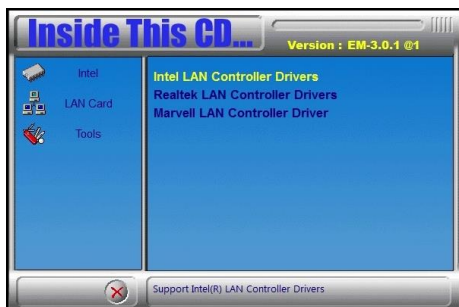 Inside This CD...
Version : EM-3.0.1 @1
Intel
LAN Card
Tools
Intel LAN Controller Drivers
Realtek LAN Controller Drivers
Marvell LAN Controller Driver
Support Intel(R) LAN Controller Drivers